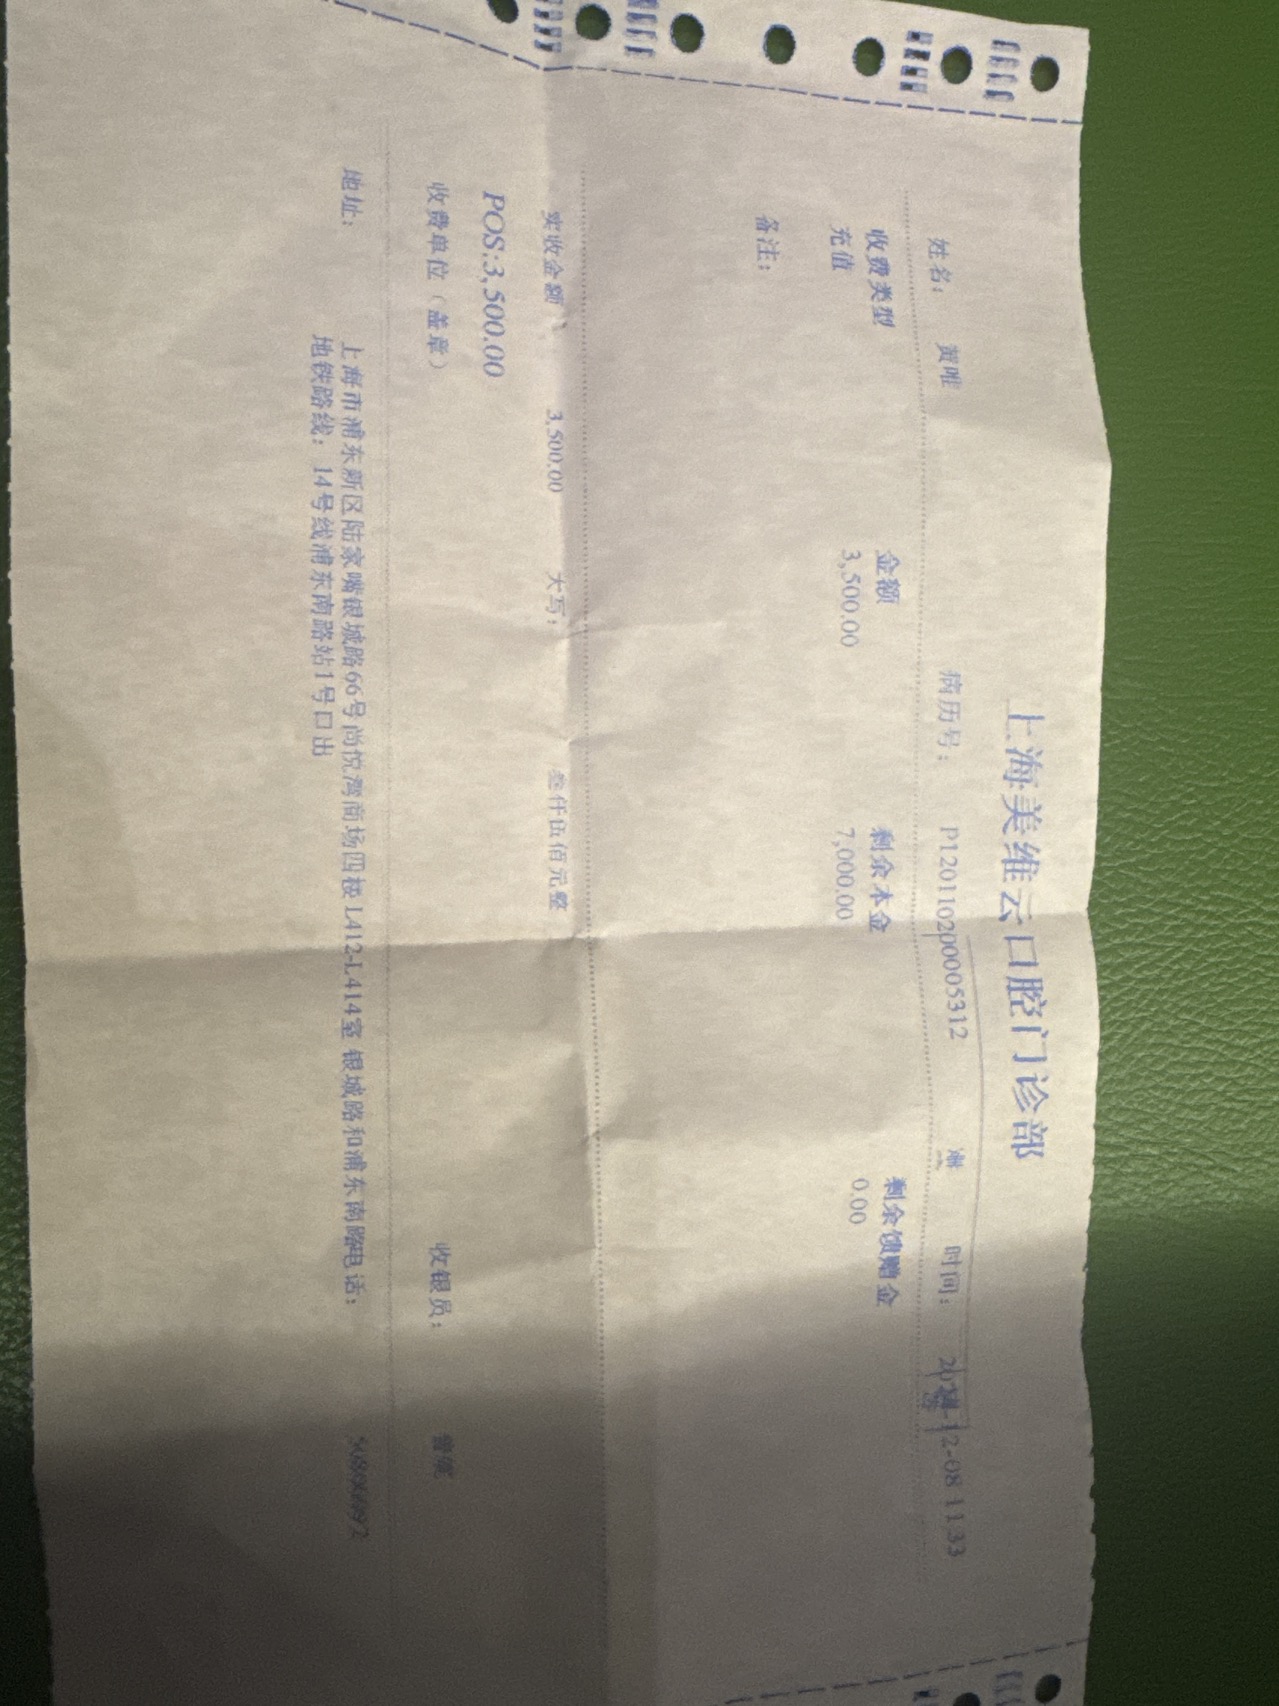 上海美维云口腔门诊部
姓名： 黄唯 病历号： P1201102000005312 时间： -12-08 11:33
收费类型 金额 剩余本金 剩余馈赠金
充值 3,500.00 7,000.00 0.00
备注：
实收金额 3,500.00 大写： 叁仟伍佰元整
POS:3,500.00
收费单位（盖章） 收银员：
地址： 上海市浦东新区陆家嘴银城路66号尚悦湾商场四楼 L412-L414室 银城路和浦东南路电话：
地铁路线：14号线浦东南路站1号口出